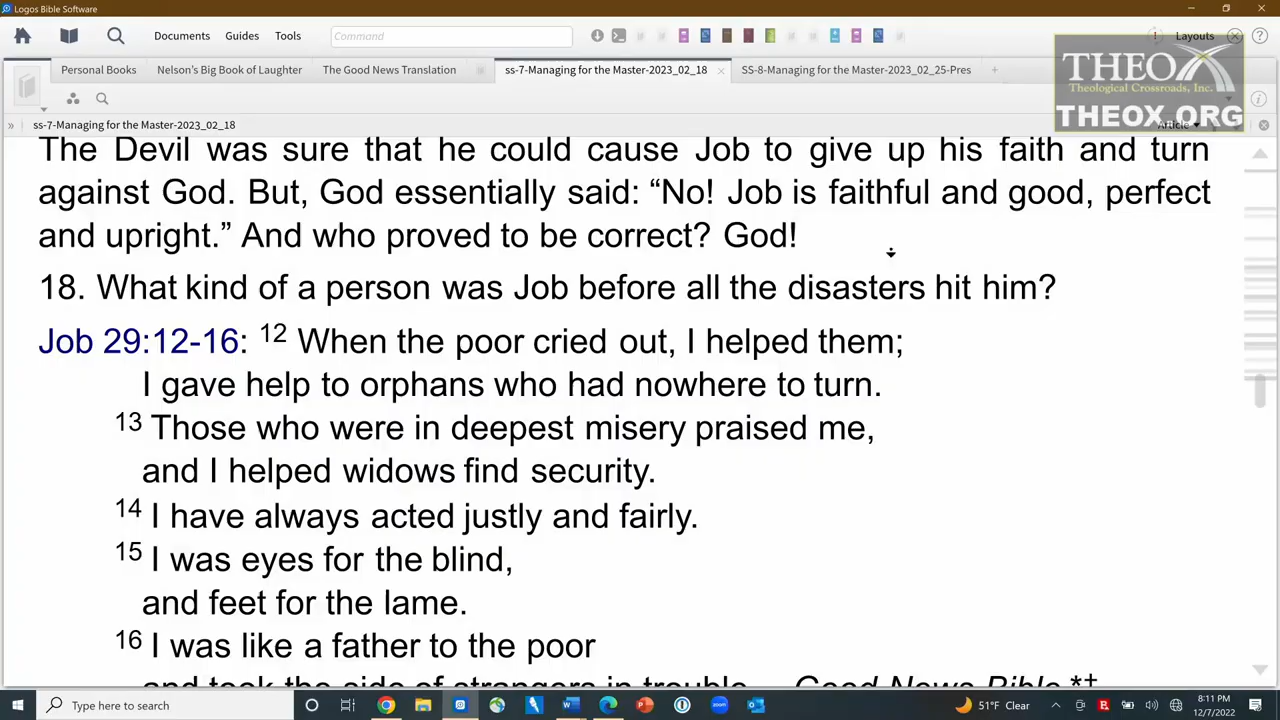 Logos Bible Software
Documents Guides Tools Command Layouts
THEOX
Theological Crossroads, Inc.
THEOX.ORG
Personal Books Nelson's Big Book of Laughter The Good News Translation ss-7-Managing for the Master-2023_02_18 SS-8-Managing for the Master-2023_02_25-Pres
ss-7-Managing for the Master-2023_02_18 Article
The Devil was sure that he could cause Job to give up his faith and turn
against God. But, God essentially said: “No! Job is faithful and good, perfect
and upright.” And who proved to be correct? God!
18. What kind of a person was Job before all the disasters hit him?
Job 29:12-16: 12 When the poor cried out, I helped them;
I gave help to orphans who had nowhere to turn.
13 Those who were in deepest misery praised me,
and I helped widows find security.
14 I have always acted justly and fairly.
15 I was eyes for the blind,
and feet for the lame.
16 I was like a father to the poor
and took the side of strangers in trouble. Good News Bible.*†
Type here to search
51°F Clear
8:11 PM
12/7/2022